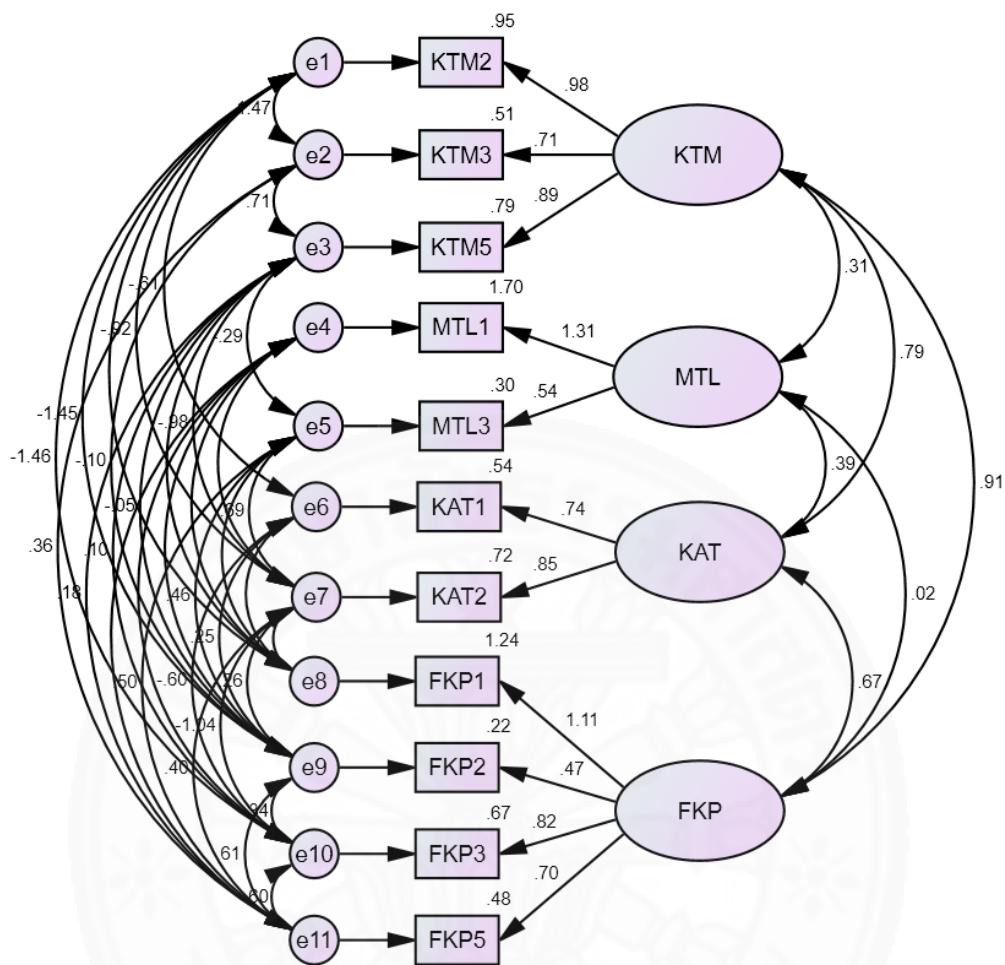 .95
e1 KTM2
.98
1.47
.51
e2 KTM3 .71 KTM
.71
.79 .89
e3 KTM5
-.61
1.70 .31
-.92 e4 MTL1 1.31
-.29 .79
.30 .54 MTL
-1.45 -.98 e5 MTL3
-1.46 -.10 .54 .39 .91
-.05 e6 KAT1 .74
.36 .10 .72 .85 KAT
.18 .46 e7 KAT2 .02
.25 1.24
.50 -.60 e8 FKP1 .67
-1.04 .22 1.11
.40 e9 FKP2 .47
.67 .82 FKP
.61 e10 FKP3
.60 .48 .70
e11 FKP5